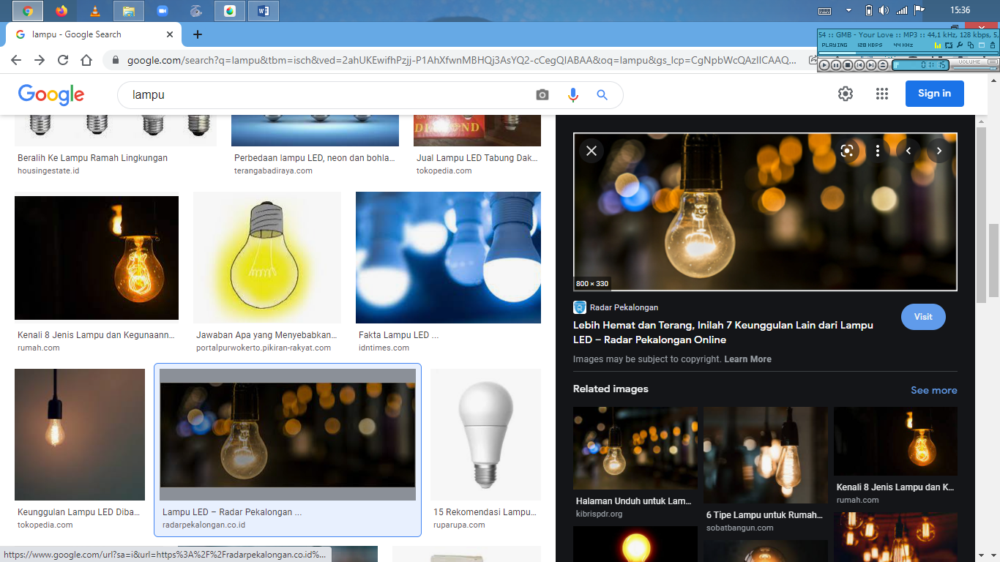 15:36
lampu - Google Search
54 :: GMB - Your Love :: MP3 :: 44,1 kHz, 128 kbps, 5,
PLAYING 128 KBPS 44 KHZ
google.com/search?q=lampu&tbm=isch&ved=2ahUKEwifhPzjj-P1AhXfwnMBHQj3AsYQ2-cCegQIABAA&oq=lampu&gs_lcp=CgNpbWcQAzIICAAQ...
01:15
VOLUME
Google
lampu
Sign in
Beralih Ke Lampu Ramah Lingkungan
housingestate.id
Perbedaan lampu LED, neon dan bohla...
terangabadiraya.com
Jual Lampu LED Tabung Dak...
tokopedia.com
Kenali 8 Jenis Lampu dan Kegunaann...
rumah.com
Jawaban Apa yang Menyebabkan...
portalpurwokerto.pikiran-rakyat.com
Fakta Lampu LED ...
idntimes.com
Keunggulan Lampu LED Diba...
tokopedia.com
Lampu LED – Radar Pekalongan ...
radarpekalongan.co.id
15 Rekomendasi Lampu...
ruparupa.com
800 × 330
Radar Pekalongan
Lebih Hemat dan Terang, Inilah 7 Keunggulan Lain dari Lampu
LED – Radar Pekalongan Online
Visit
Images may be subject to copyright. Learn More
Related images
See more
Halaman Unduh untuk Lam...
kibrispdr.org
6 Tipe Lampu untuk Rumah...
sobatbangun.com
Kenali 8 Jenis Lampu dan K...
rumah.com
https://www.google.com/url?sa=i&url=https%3A%2F%2Fradarpekalongan.co.id%...